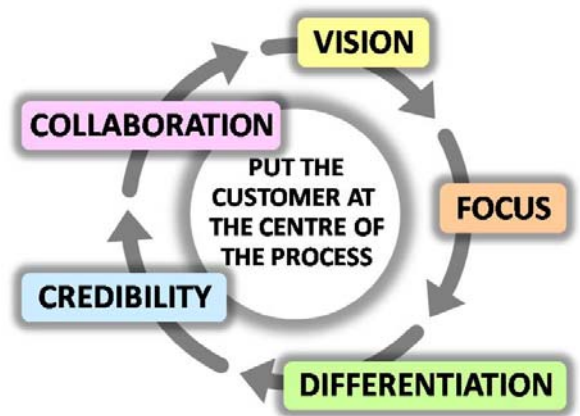 VISION
COLLABORATION
PUT THE
CUSTOMER AT
THE CENTRE OF
THE PROCESS
FOCUS
CREDIBILITY
DIFFERENTIATION